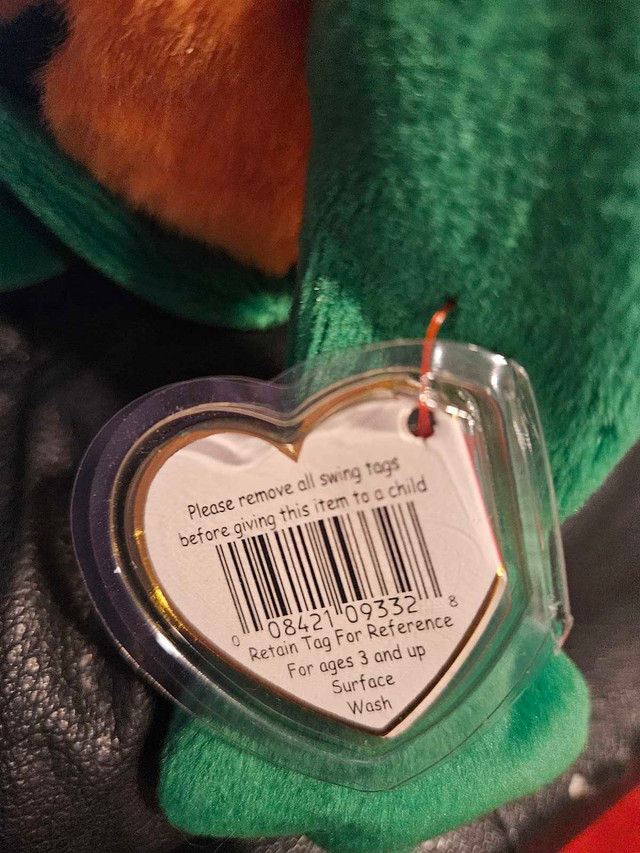 Please remove all swing tags
before giving this item to a child
0 08421 09332 8
Retain Tag For Reference
For ages 3 and up
Surface
Wash